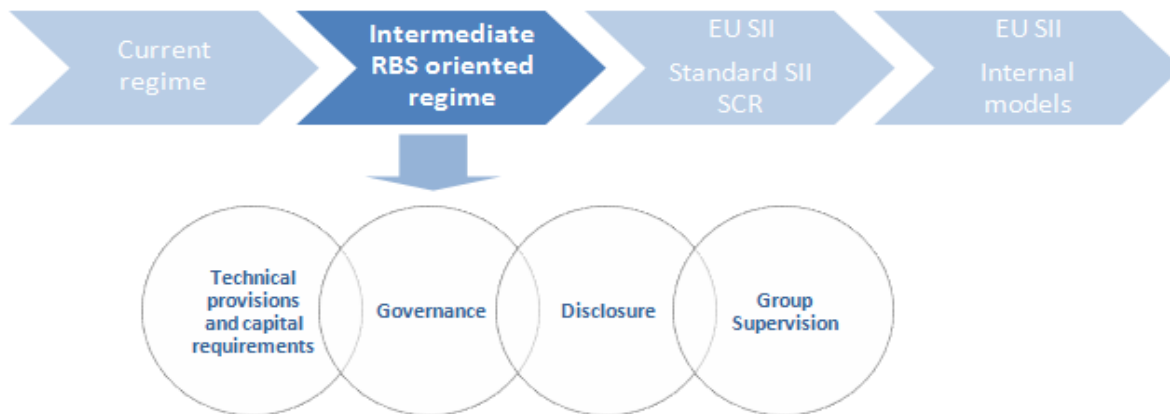 Current
regime
Intermediate
RBS oriented
regime
EU SII
Standard SII
SCR
EU SII
Internal
models
Technical
provisions
and capital
requirements
Governance
Disclosure
Group
Supervision